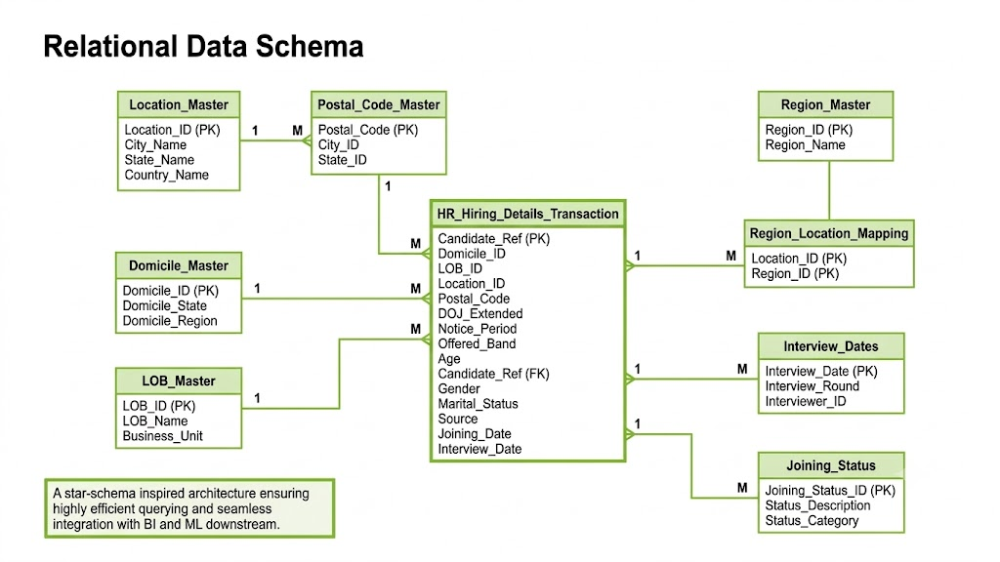 Relational Data Schema
Location_Master
Location_ID (PK)
City_Name
State_Name
Country_Name
1
M
Postal_Code_Master
Postal_Code (PK)
City_ID
State_ID
1
M
Domicile_Master
Domicile_ID (PK)
Domicile_State
Domicile_Region
1
M
LOB_Master
LOB_ID (PK)
LOB_Name
Business_Unit
1
M
HR_Hiring_Details_Transaction
Candidate_Ref (PK)
Domicile_ID
LOB_ID
Location_ID
Postal_Code
DOJ_Extended
Notice_Period
Offered_Band
Age
Candidate_Ref (FK)
Gender
Marital_Status
Source
Joining_Date
Interview_Date
Region_Master
Region_ID (PK)
Region_Name
1
M
Region_Location_Mapping
Location_ID (PK)
Region_ID (PK)
1
M
Interview_Dates
Interview_Date (PK)
Interview_Round
Interviewer_ID
1
M
Joining_Status
Joining_Status_ID (PK)
Status_Description
Status_Category
A star-schema inspired architecture ensuring
highly efficient querying and seamless
integration with BI and ML downstream.